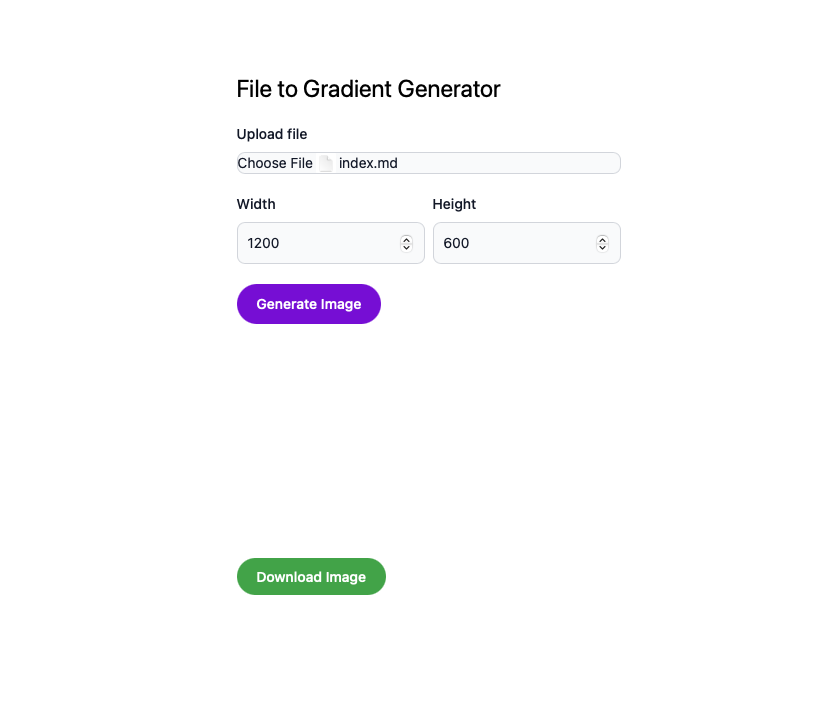 File to Gradient Generator
Upload file
Choose File index.md
Width Height
1200 600
Generate Image
Download Image